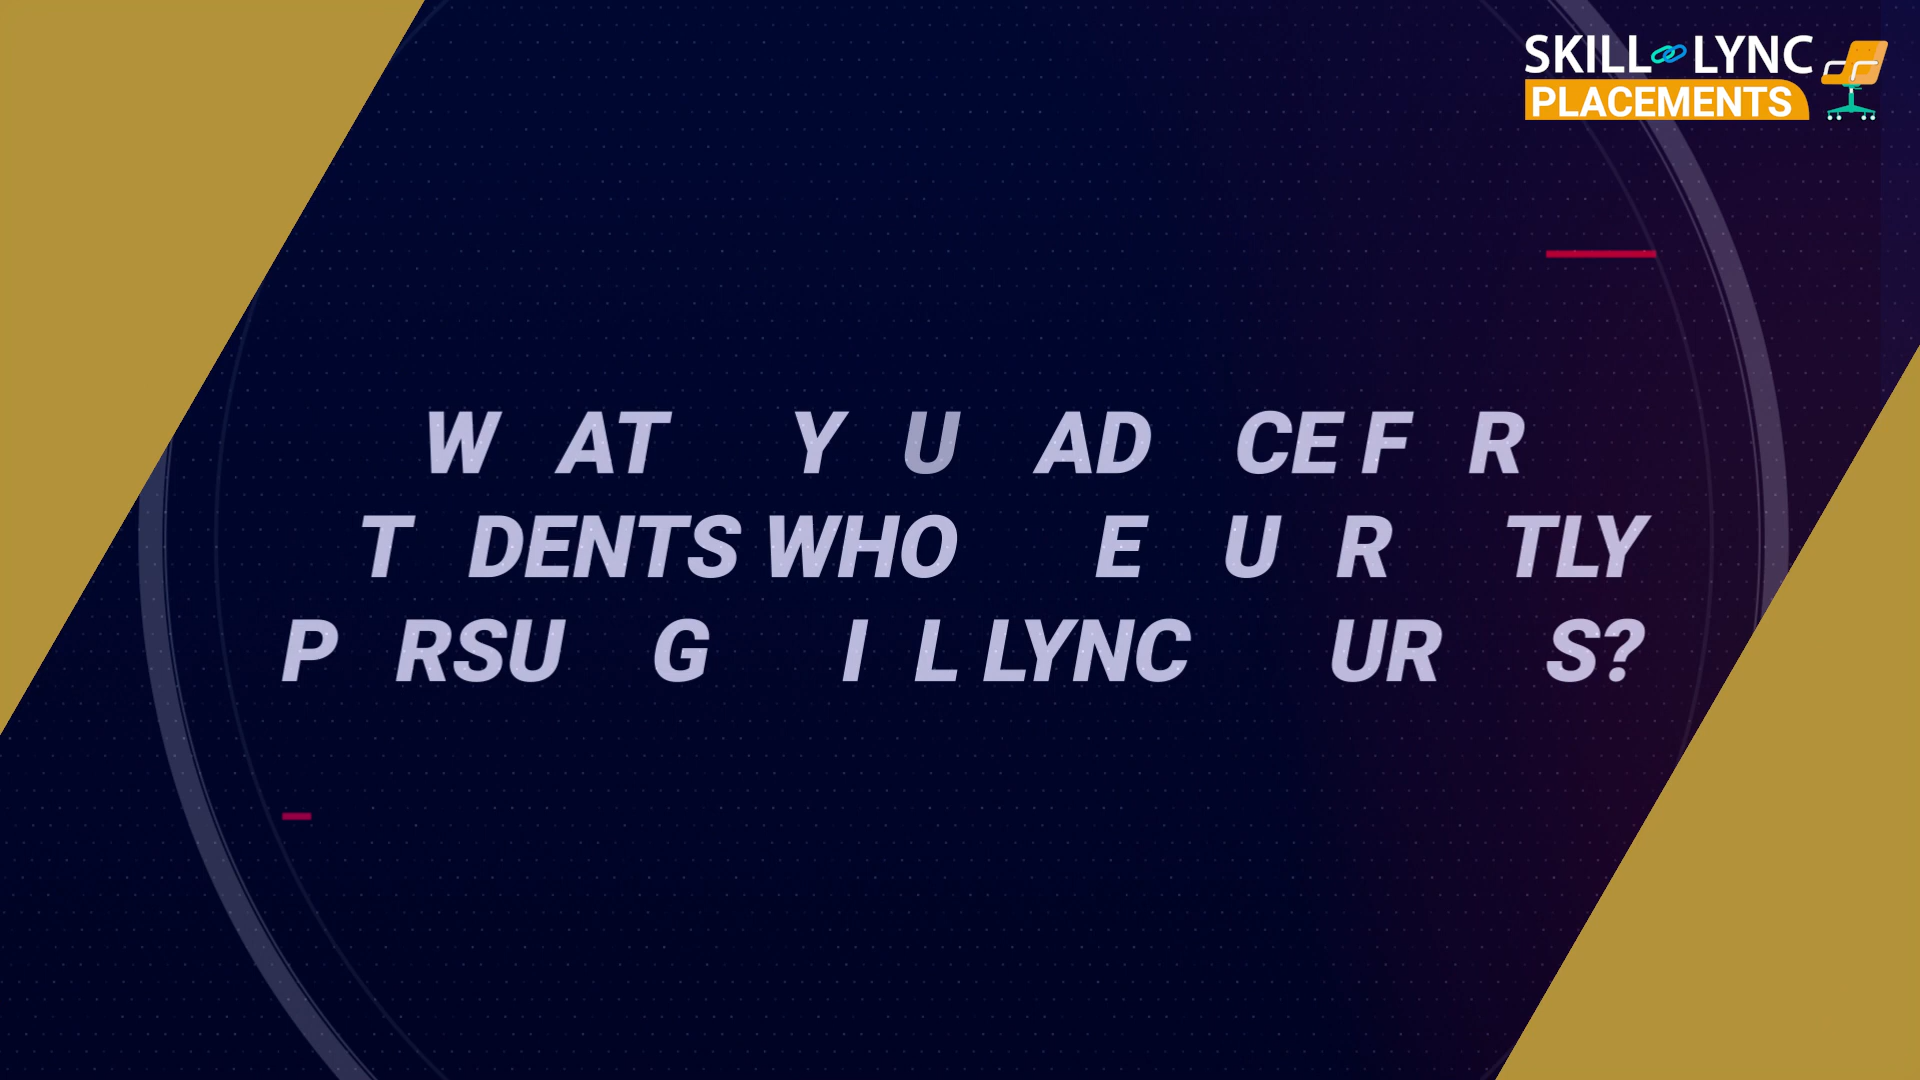 SKILL LYNC
PLACEMENTS
W AT Y U AD CE F R
T DENTS WHO E U R TLY
P RSU G I L LYNC UR S?